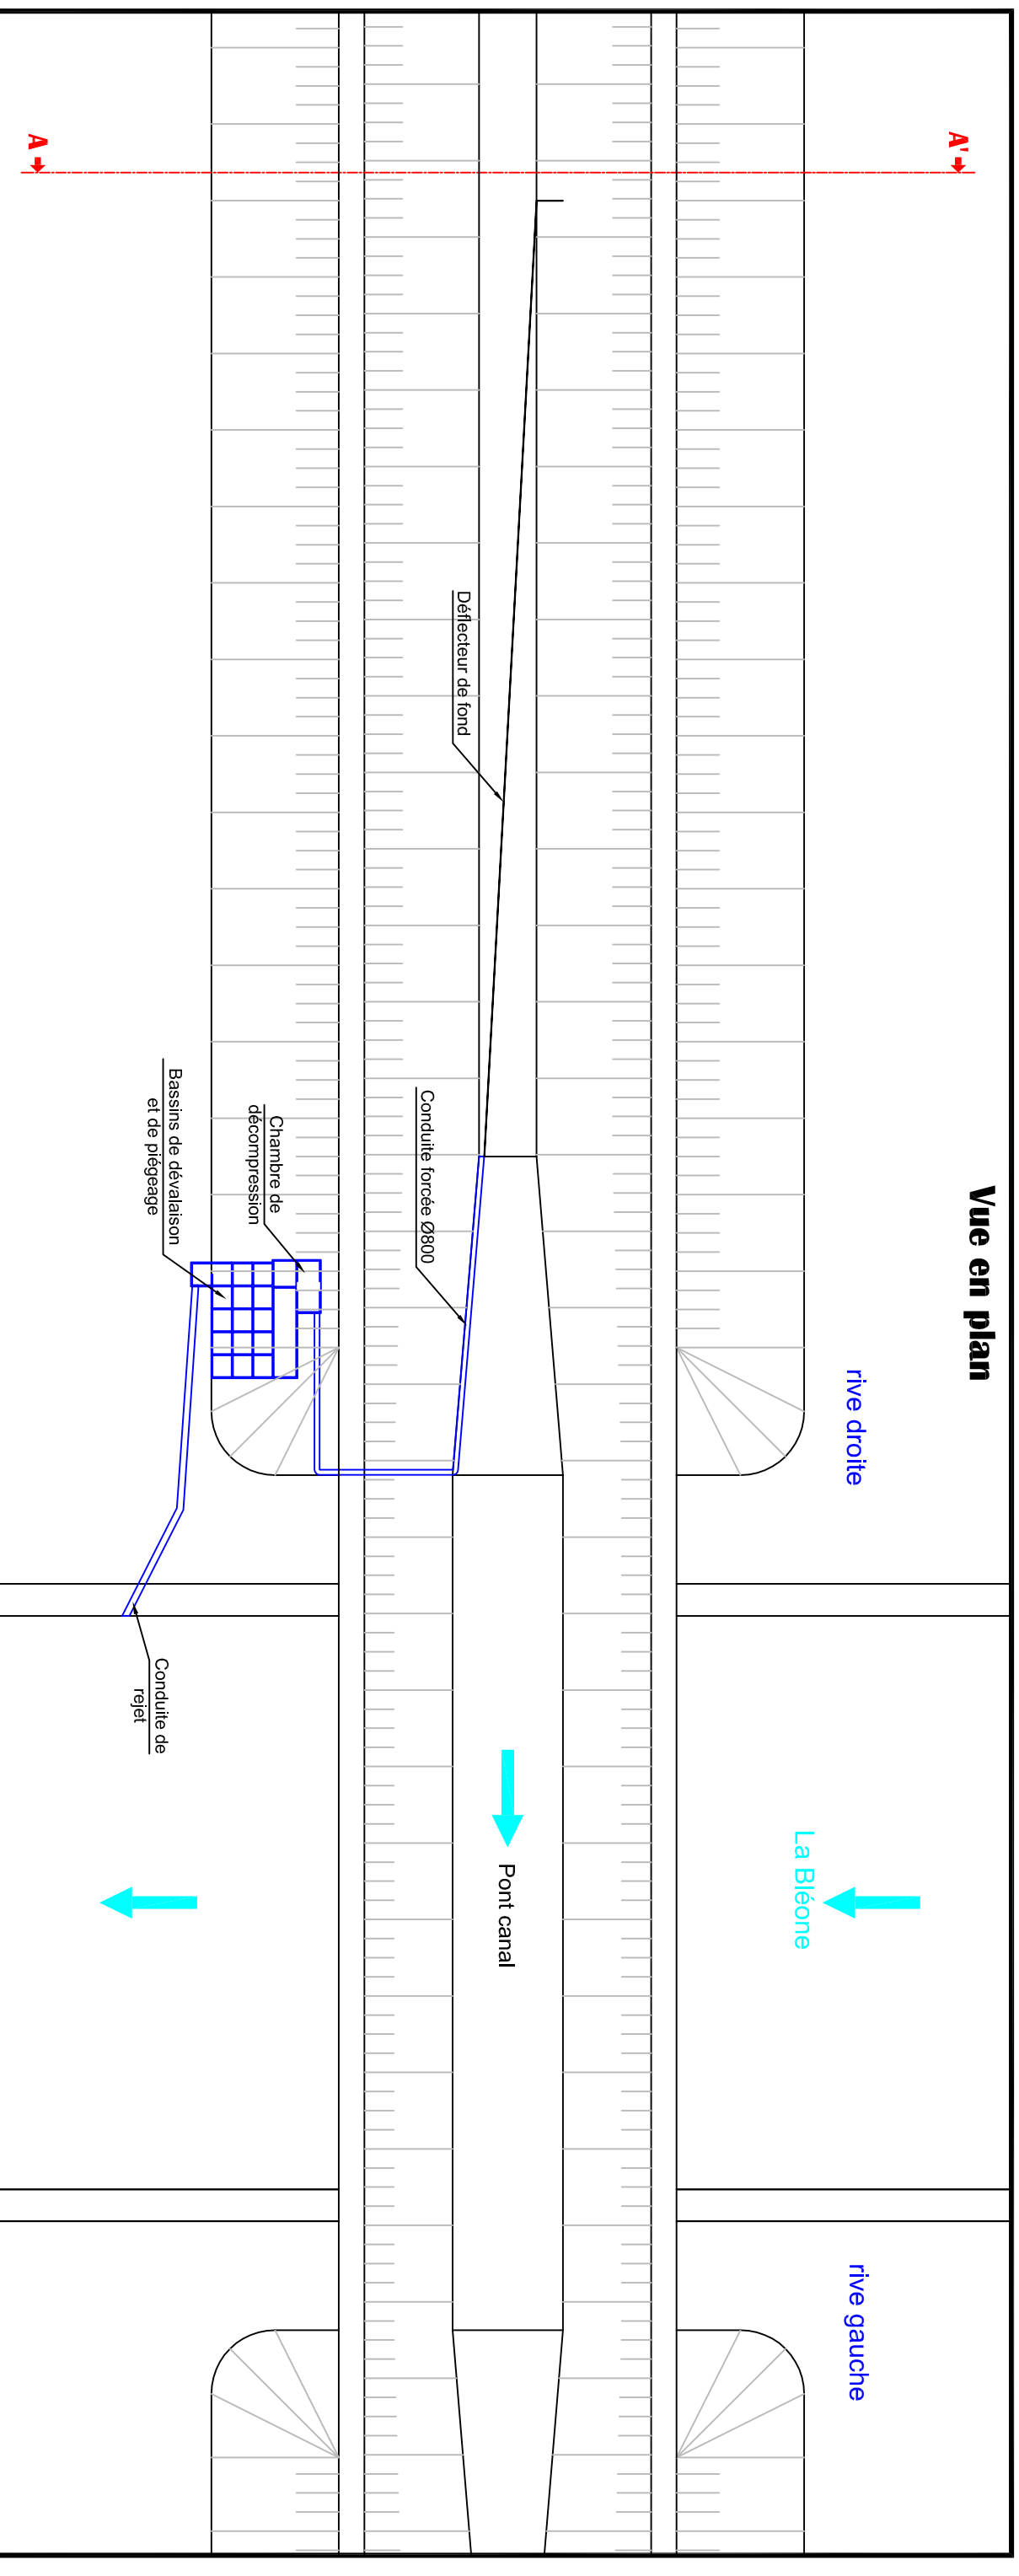 Vue en plan
A
A'
rive droite
La Bléone
rive gauche
Déflecteur de fond
Conduite forcée Ø800
Chambre de
décompression
Bassins de dévalaison
et de piégeage
Pont canal
Conduite de
rejet